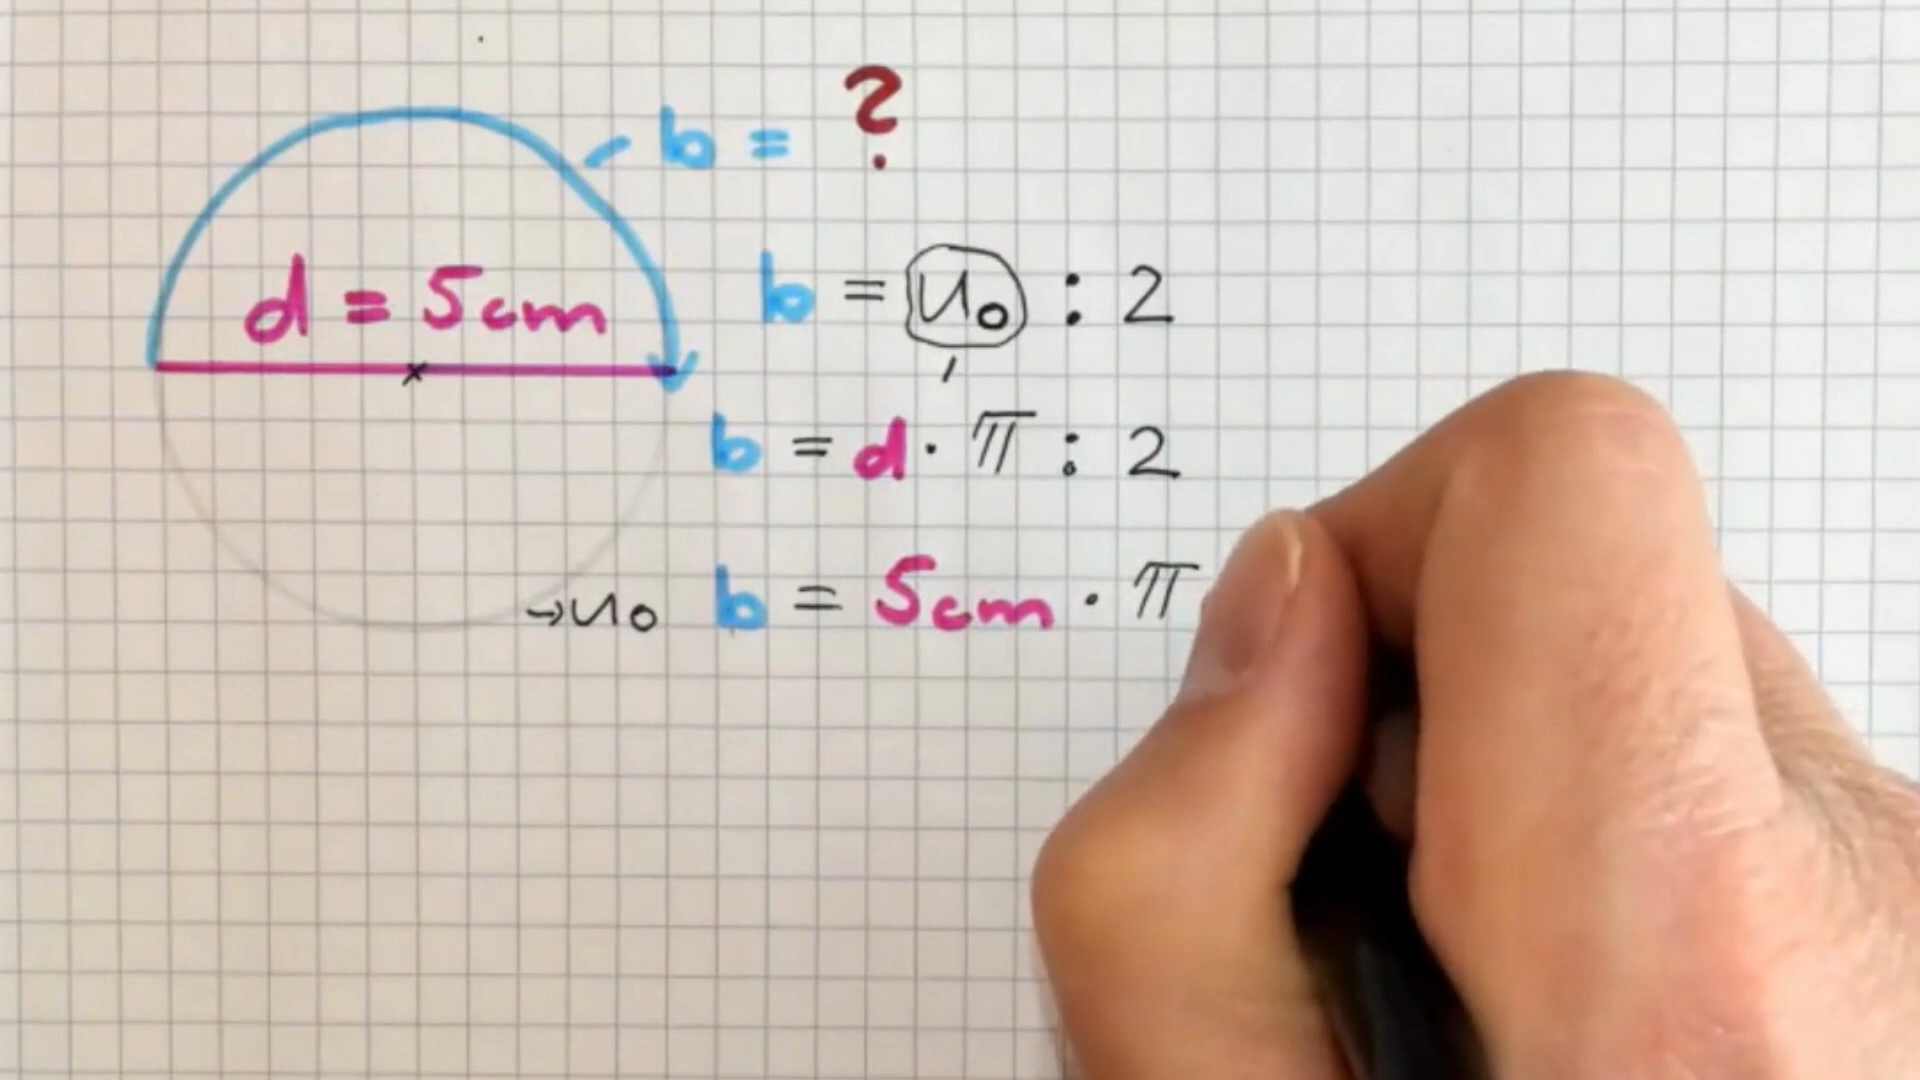 b = ?
d = 5cm
b = u₀ : 2
b = d · π : 2
→u₀
b = 5cm · π